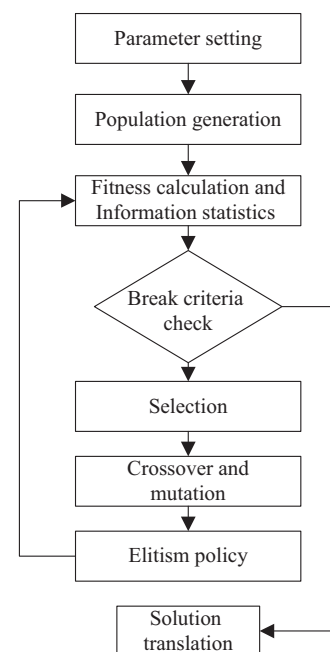 Parameter setting
Population generation
Fitness calculation and
Information statistics
Break criteria
check
Selection
Crossover and
mutation
Elitism policy
Solution
translation